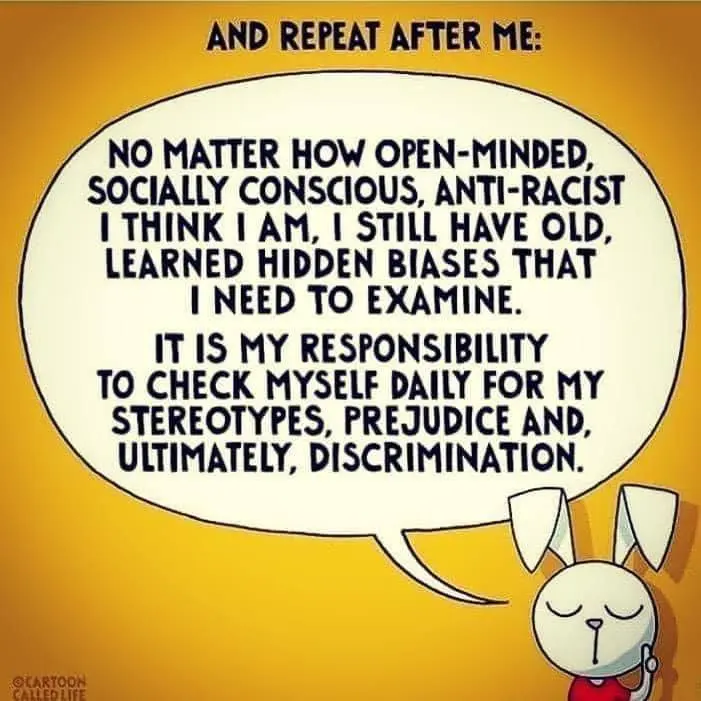 AND REPEAT AFTER ME:
NO MATTER HOW OPEN-MINDED,
SOCIALLY CONSCIOUS, ANTI-RACIST
I THINK I AM, I STILL HAVE OLD,
LEARNED HIDDEN BIASES THAT
I NEED TO EXAMINE.
IT IS MY RESPONSIBILITY
TO CHECK MYSELF DAILY FOR MY
STEREOTYPES, PREJUDICE AND,
ULTIMATELY, DISCRIMINATION.
©CARTOON
CALLED LIFE